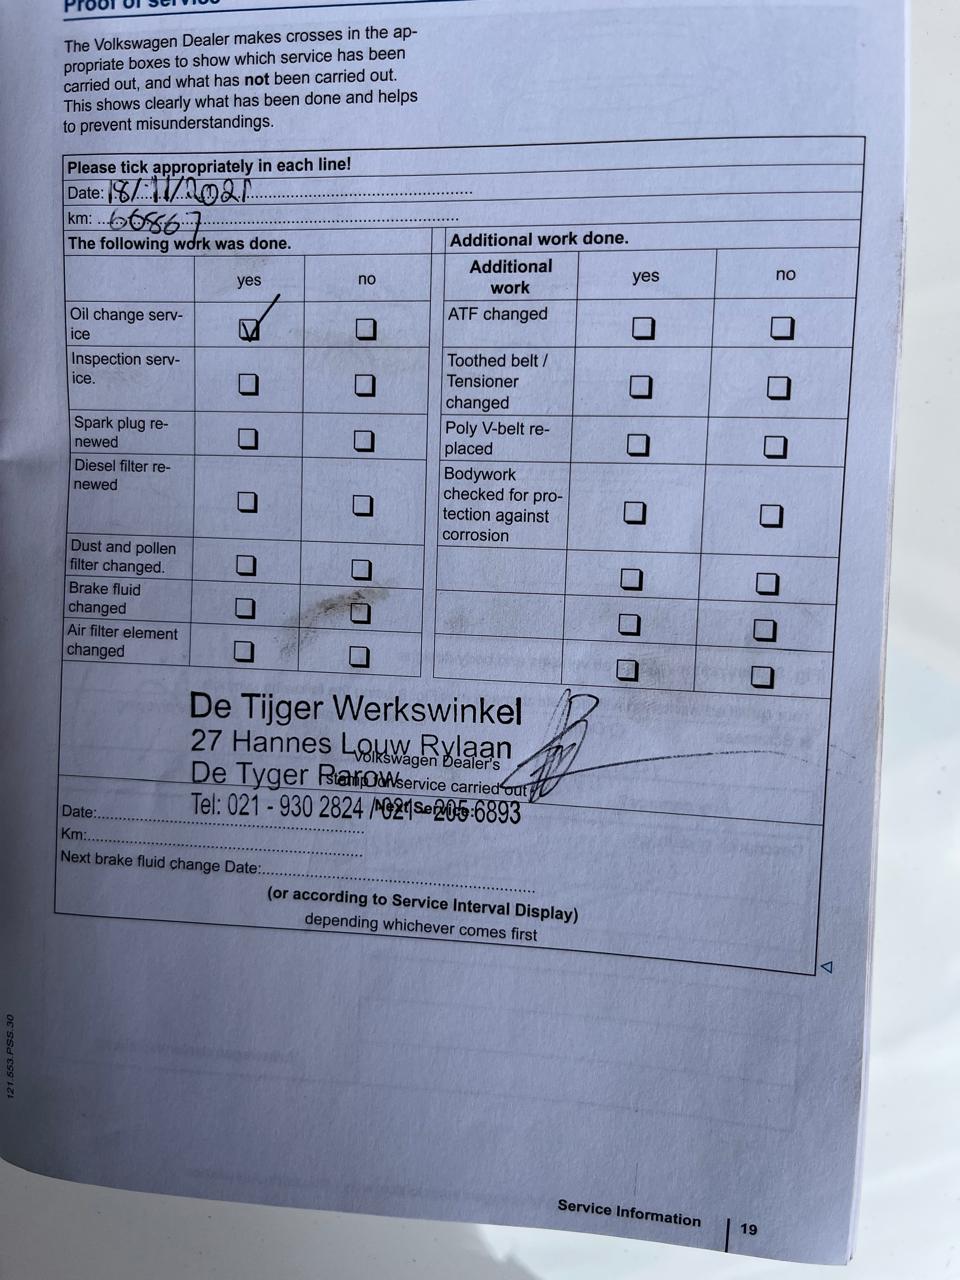 Proof of service
The Volkswagen Dealer makes crosses in the ap-
propriate boxes to show which service has been
carried out, and what has not been carried out.
This shows clearly what has been done and helps
to prevent misunderstandings.
Please tick appropriately in each line!
Date: 18/11/2021
km: 66867
The following work was done.
yes
no
Oil change serv-
ice
Inspection serv-
ice.
Spark plug re-
newed
Diesel filter re-
newed
Dust and pollen
filter changed.
Brake fluid
changed
Air filter element
changed
Additional work done.
Additional
work
yes
no
ATF changed
Toothed belt /
Tensioner
changed
Poly V-belt re-
placed
Bodywork
checked for pro-
tection against
corrosion
De Tijger Werkswinkel
27 Hannes Louw Rylaan
De Tyger Parow
Tel: 021 - 930 2824 / 021 - 205 6893
Volkswagen Dealer's
stamp for service carried out
Next Service:
Date:
Km:
Next brake fluid change Date:
(or according to Service Interval Display)
depending whichever comes first
121.553.PSS.30
Service Information
19